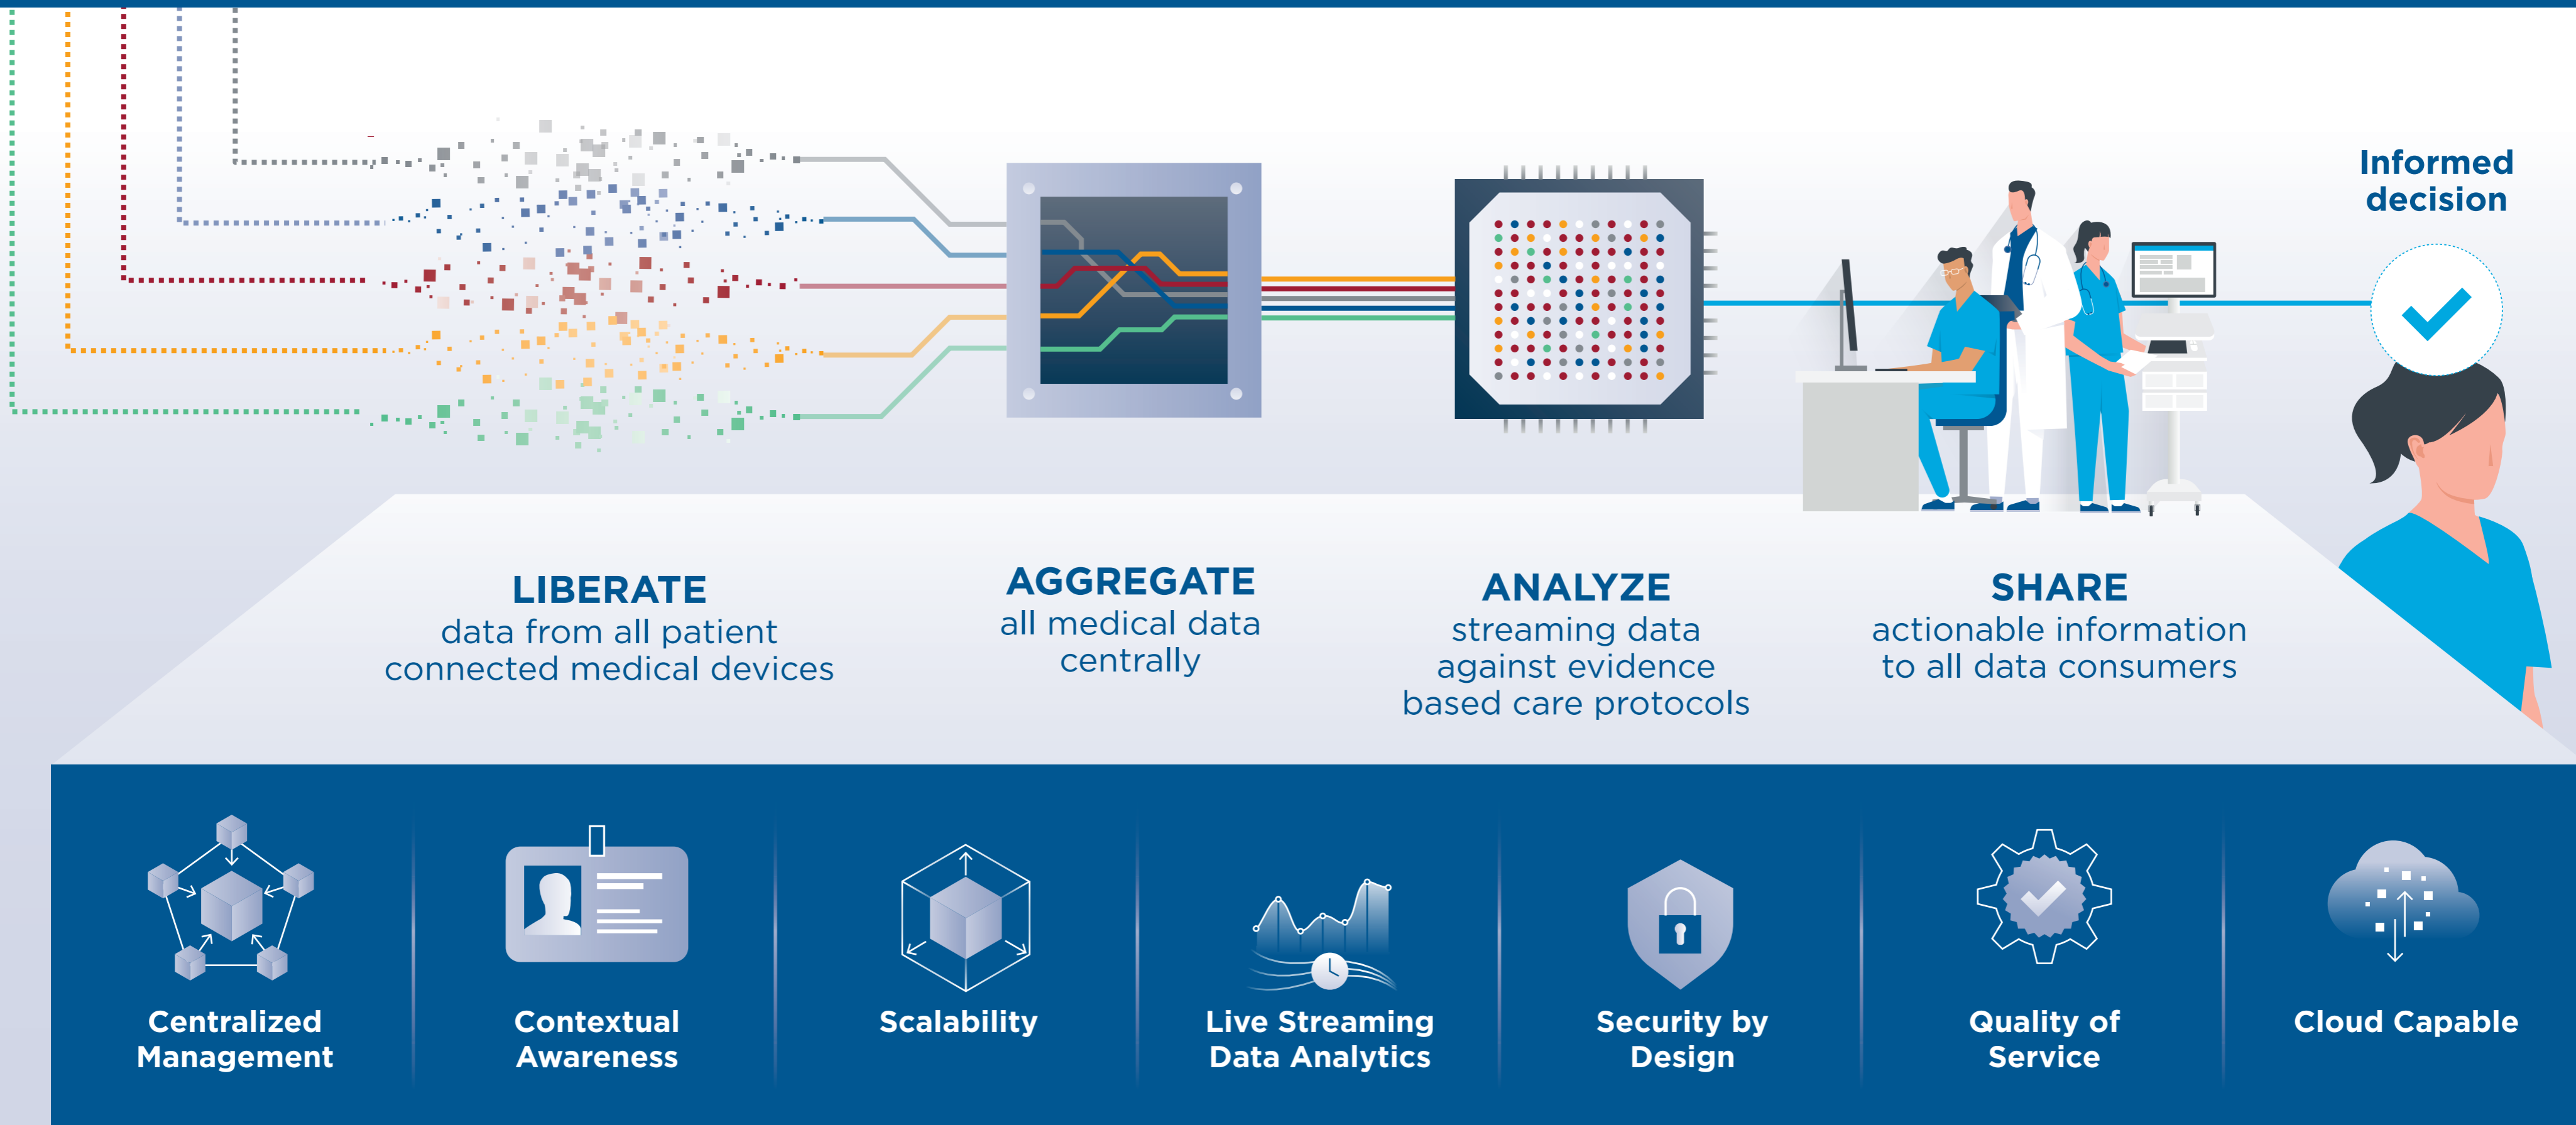 Informed
decision
LIBERATE
data from all patient
connected medical devices
AGGREGATE
all medical data
centrally
ANALYZE
streaming data
against evidence
based care protocols
SHARE
actionable information
to all data consumers
Centralized
Management
Contextual
Awareness
Scalability
Live Streaming
Data Analytics
Security by
Design
Quality of
Service
Cloud Capable